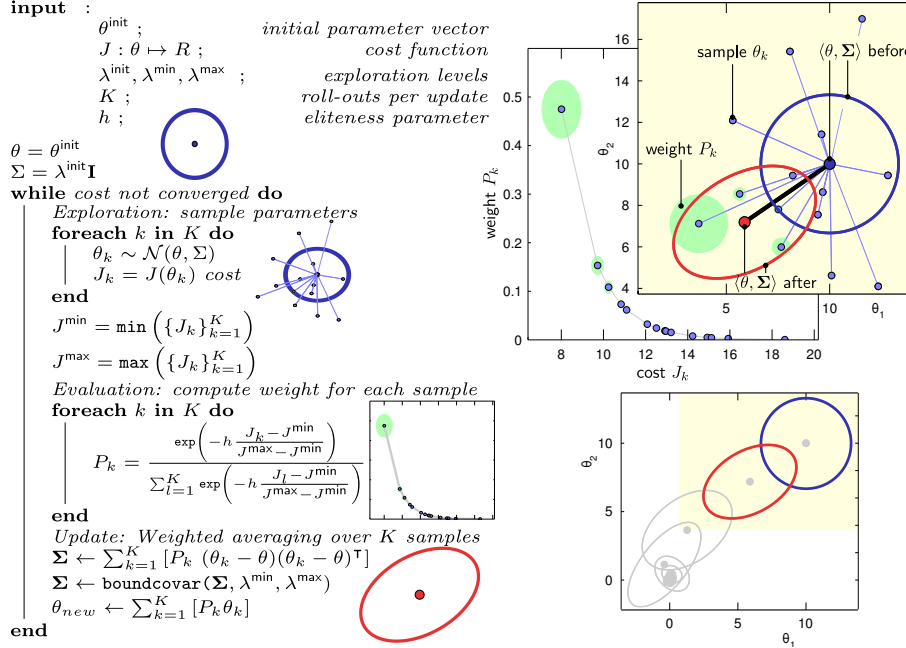 input :
θ^init ; initial parameter vector
J : θ ↦ R ; cost function
λ^init, λ^min, λ^max ; exploration levels
K ; roll-outs per update
h ; eliteness parameter
θ = θ^init
Σ = λ^init I
while cost not converged do
Exploration: sample parameters
foreach k in K do
θ_k ∼ N(θ, Σ)
J_k = J(θ_k) cost
end
J^min = min ({J_k}_{k=1}^K)
J^max = max ({J_k}_{k=1}^K)
Evaluation: compute weight for each sample
foreach k in K do
P_k = exp(−h (J_k − J^min)/(J^max − J^min)) / ∑_{l=1}^K exp(−h (J_l − J^min)/(J^max − J^min))
end
Update: Weighted averaging over K samples
Σ ← ∑_{k=1}^K [P_k (θ_k − θ)(θ_k − θ)^⊤]
Σ ← boundcovar(Σ, λ^min, λ^max)
θ_new ← ∑_{k=1}^K [P_k θ_k]
end
weight P_k
0.5
0.4
0.3
0.2
0.1
0
8 10 12 14 16 18 20
cost J_k
θ_2
16
14
12
10
8
6
4
5 10
θ_1
sample θ_k
⟨θ, Σ⟩ before
weight P_k
⟨θ, Σ⟩ after
θ_2
10
5
0
0 5 10
θ_1